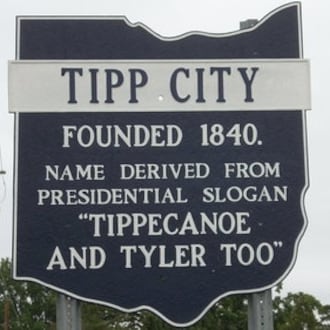 TIPP CITY
FOUNDED 1840.
NAME DERIVED FROM
PRESIDENTIAL SLOGAN
"TIPPECANOE
AND TYLER TOO"